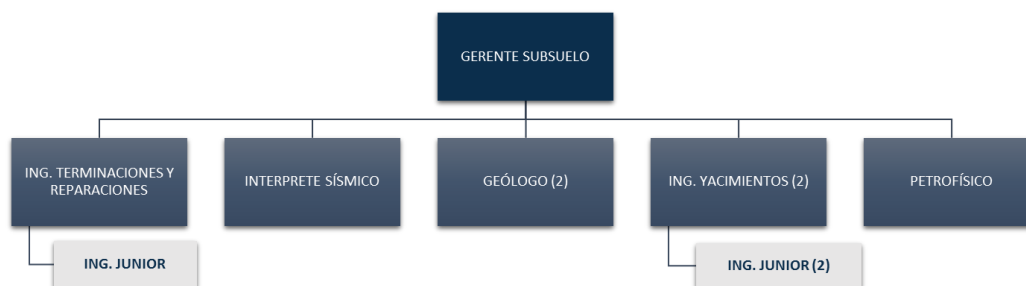 GERENTE SUBSUELO
ING. TERMINACIONES Y
REPARACIONES
INTERPRETE SÍSMICO
GEÓLOGO (2)
ING. YACIMIENTOS (2)
PETROFÍSICO
ING. JUNIOR
ING. JUNIOR (2)